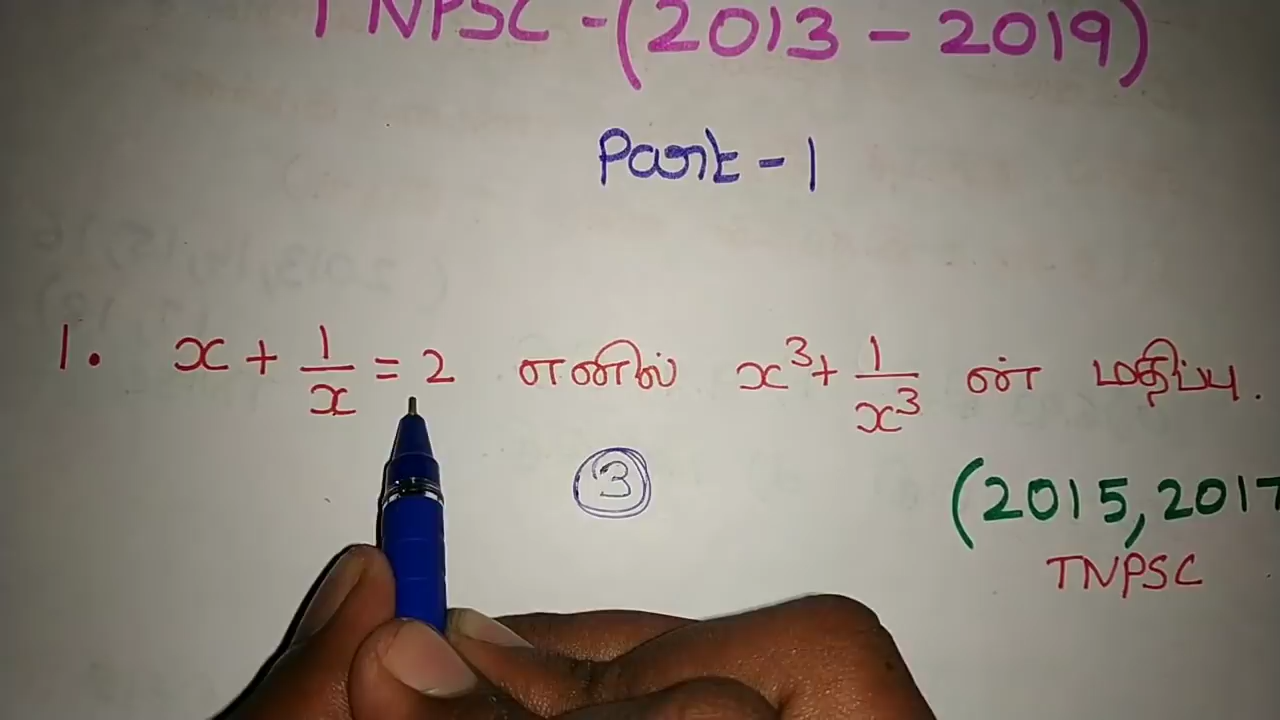 TNPSC - (2013 - 2019)
Part - 1
1. x + 1/x = 2 எனில் x³ + 1/x³ ன் மதிப்பு.
3
(2015, 2017
TNPSC